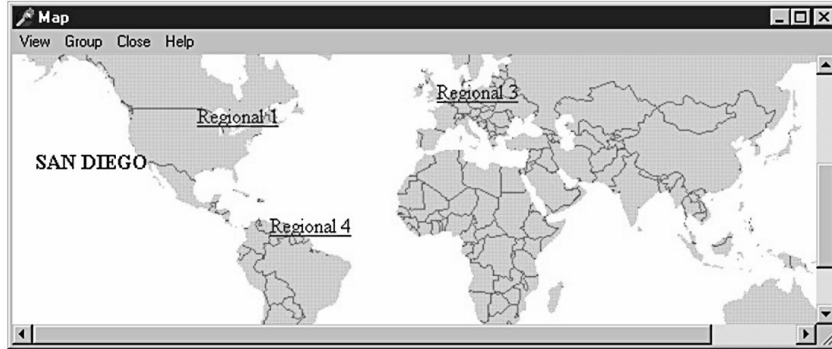 Map
View Group Close Help
Regional 3
Regional 1
SAN DIEGO
Regional 4